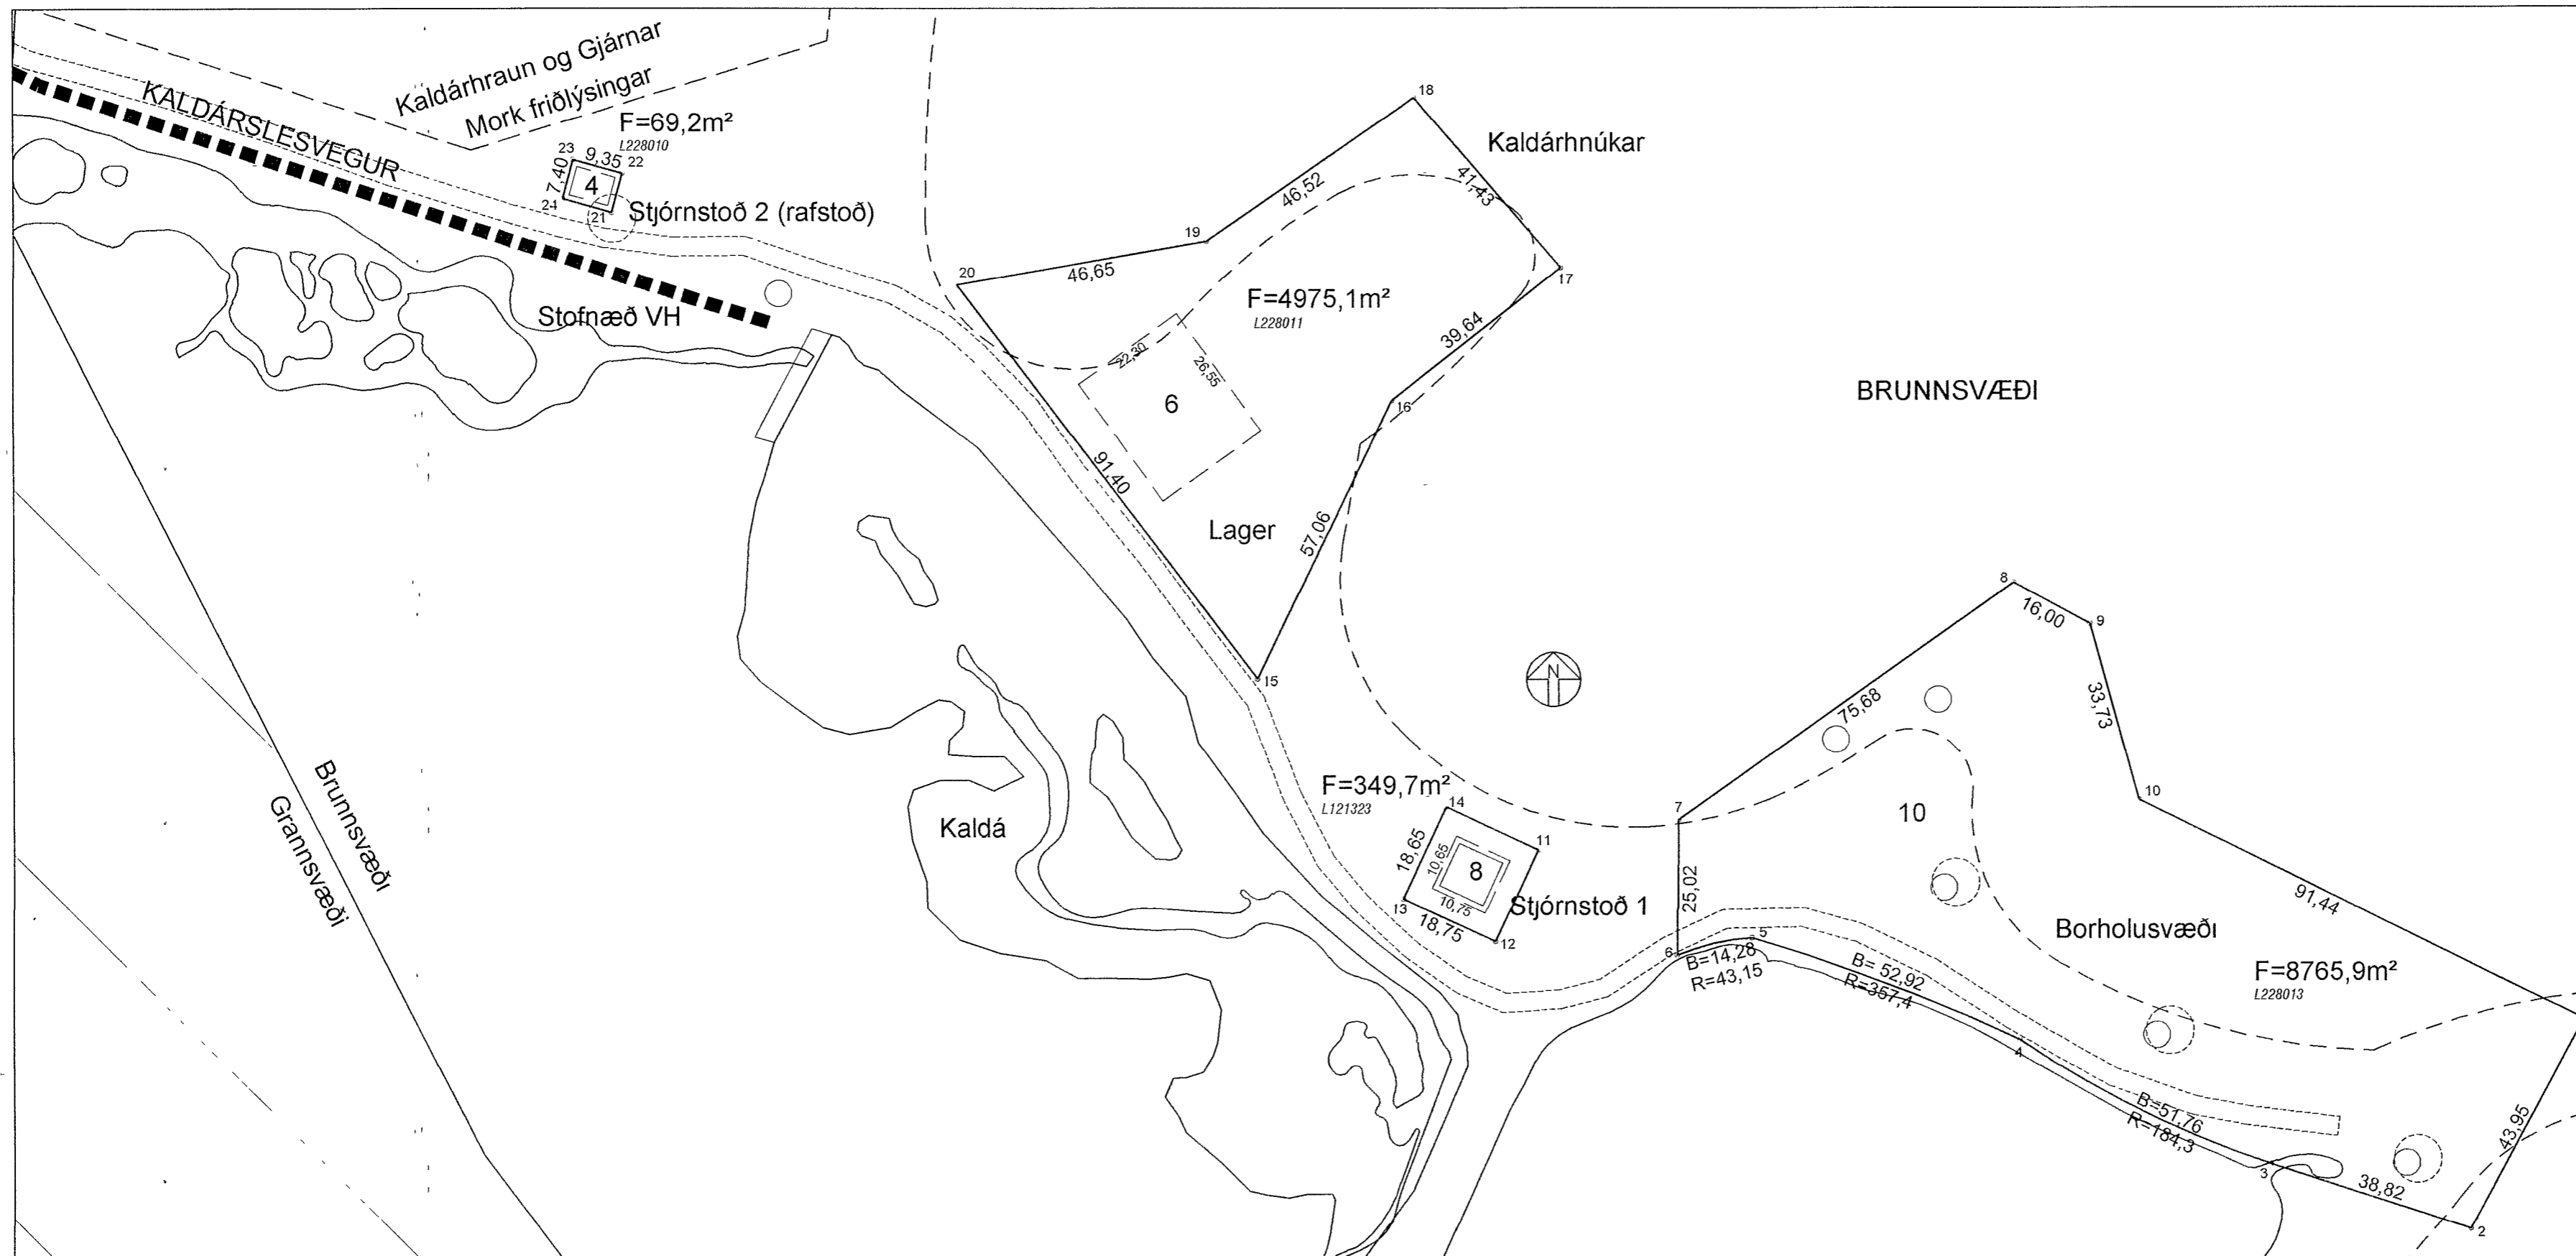 Kaldárhraun og Gjárnar
Mork friðlýsingar
KALDÁRSLESVEGUR
F=69,2m²
L228010
23
9,35
22
7,40
4
24
21
Stjórnstoð 2 (rafstoð)
Stofnæð VH
18
Kaldárhnúkar
46,52
41,43
19
20
46,65
17
F=4975,1m²
L228011
39,64
22,30
26,55
6
16
91,40
Lager
57,06
15
BRUNNSVÆÐI
N
8
16,00
9
75,68
33,73
10
7
10
91,44
25,02
Borholusvæðı
F=8765,9m²
L228013
F=349,7m²
L121323
14
11
18,65
10,65
8
10,75
13
18,75
12
Stjórnstoð 1
6
5
B=14,28
R=43,15
B= 52,92
R=357,4
4
B=51,76
R=184,3
3
38,82
43,95
2
Kaldá
Brunnsvæðı
Grannsvæði